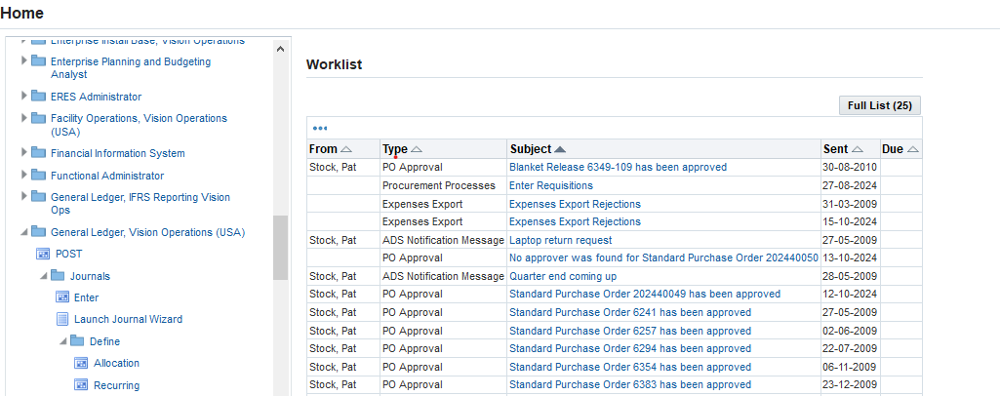 Home
Enterprise Install Base, Vision Operations
Enterprise Planning and Budgeting
Analyst
ERES Administrator
Facility Operations, Vision Operations
(USA)
Financial Information System
Functional Administrator
General Ledger, IFRS Reporting Vision
Ops
General Ledger, Vision Operations (USA)
POST
Journals
Enter
Launch Journal Wizard
Define
Allocation
Recurring
Worklist
Full List (25)
From Type Subject Sent Due
Stock, Pat PO Approval Blanket Release 6349-109 has been approved 30-08-2010
Procurement Processes Enter Requisitions 27-08-2024
Expenses Export Expenses Export Rejections 31-03-2009
Expenses Export Expenses Export Rejections 15-10-2024
Stock, Pat ADS Notification Message Laptop return request 27-05-2009
PO Approval No approver was found for Standard Purchase Order 202440050 13-10-2024
Stock, Pat ADS Notification Message Quarter end coming up 28-05-2009
Stock, Pat PO Approval Standard Purchase Order 202440049 has been approved 12-10-2024
Stock, Pat PO Approval Standard Purchase Order 6241 has been approved 27-05-2009
Stock, Pat PO Approval Standard Purchase Order 6257 has been approved 02-06-2009
Stock, Pat PO Approval Standard Purchase Order 6294 has been approved 22-07-2009
Stock, Pat PO Approval Standard Purchase Order 6354 has been approved 06-11-2009
Stock, Pat PO Approval Standard Purchase Order 6383 has been approved 23-12-2009